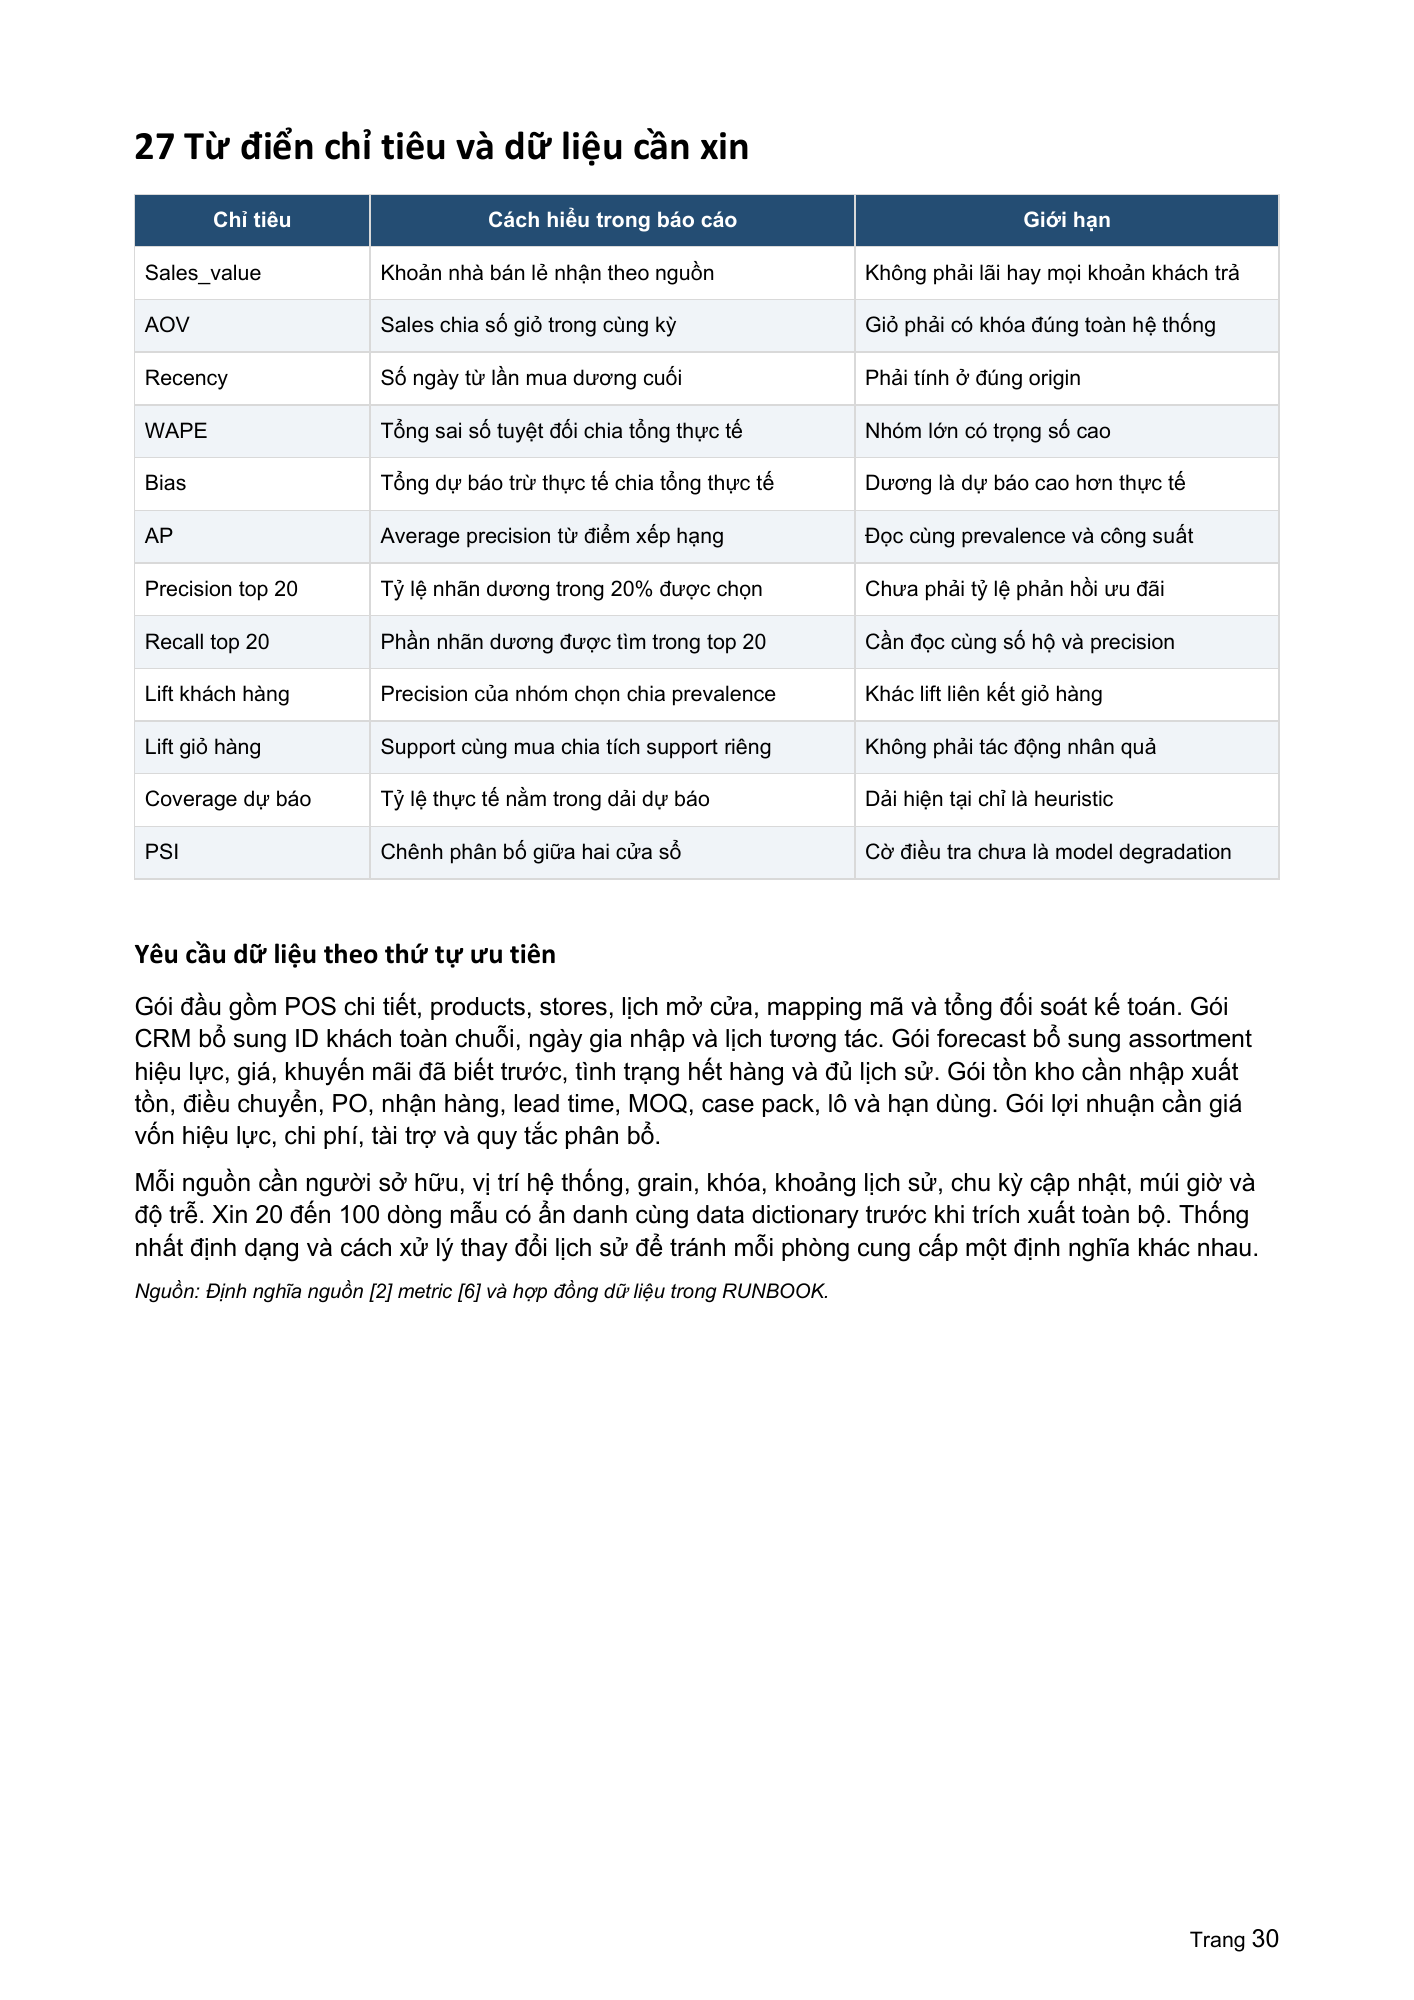 27 Từ điển chỉ tiêu và dữ liệu cần xin
Chỉ tiêu Cách hiểu trong báo cáo Giới hạn
Sales_value Khoản nhà bán lẻ nhận theo nguồn Không phải lãi hay mọi khoản khách trả
AOV Sales chia số giỏ trong cùng kỳ Giỏ phải có khóa đúng toàn hệ thống
Recency Số ngày từ lần mua dương cuối Phải tính ở đúng origin
WAPE Tổng sai số tuyệt đối chia tổng thực tế Nhóm lớn có trọng số cao
Bias Tổng dự báo trừ thực tế chia tổng thực tế Dương là dự báo cao hơn thực tế
AP Average precision từ điểm xếp hạng Đọc cùng prevalence và công suất
Precision top 20 Tỷ lệ nhãn dương trong 20% được chọn Chưa phải tỷ lệ phản hồi ưu đãi
Recall top 20 Phần nhãn dương được tìm trong top 20 Cần đọc cùng số hộ và precision
Lift khách hàng Precision của nhóm chọn chia prevalence Khác lift liên kết giỏ hàng
Lift giỏ hàng Support cùng mua chia tích support riêng Không phải tác động nhân quả
Coverage dự báo Tỷ lệ thực tế nằm trong dải dự báo Dải hiện tại chỉ là heuristic
PSI Chênh phân bố giữa hai cửa sổ Cờ điều tra chưa là model degradation
Yêu cầu dữ liệu theo thứ tự ưu tiên
Gói đầu gồm POS chi tiết, products, stores, lịch mở cửa, mapping mã và tổng đối soát kế toán. Gói
CRM bổ sung ID khách toàn chuỗi, ngày gia nhập và lịch tương tác. Gói forecast bổ sung assortment
hiệu lực, giá, khuyến mãi đã biết trước, tình trạng hết hàng và đủ lịch sử. Gói tồn kho cần nhập xuất
tồn, điều chuyển, PO, nhận hàng, lead time, MOQ, case pack, lô và hạn dùng. Gói lợi nhuận cần giá
vốn hiệu lực, chi phí, tài trợ và quy tắc phân bổ.
Mỗi nguồn cần người sở hữu, vị trí hệ thống, grain, khóa, khoảng lịch sử, chu kỳ cập nhật, múi giờ và
độ trễ. Xin 20 đến 100 dòng mẫu có ẩn danh cùng data dictionary trước khi trích xuất toàn bộ. Thống
nhất định dạng và cách xử lý thay đổi lịch sử để tránh mỗi phòng cung cấp một định nghĩa khác nhau.
Nguồn: Định nghĩa nguồn [2] metric [6] và hợp đồng dữ liệu trong RUNBOOK.
Trang 30